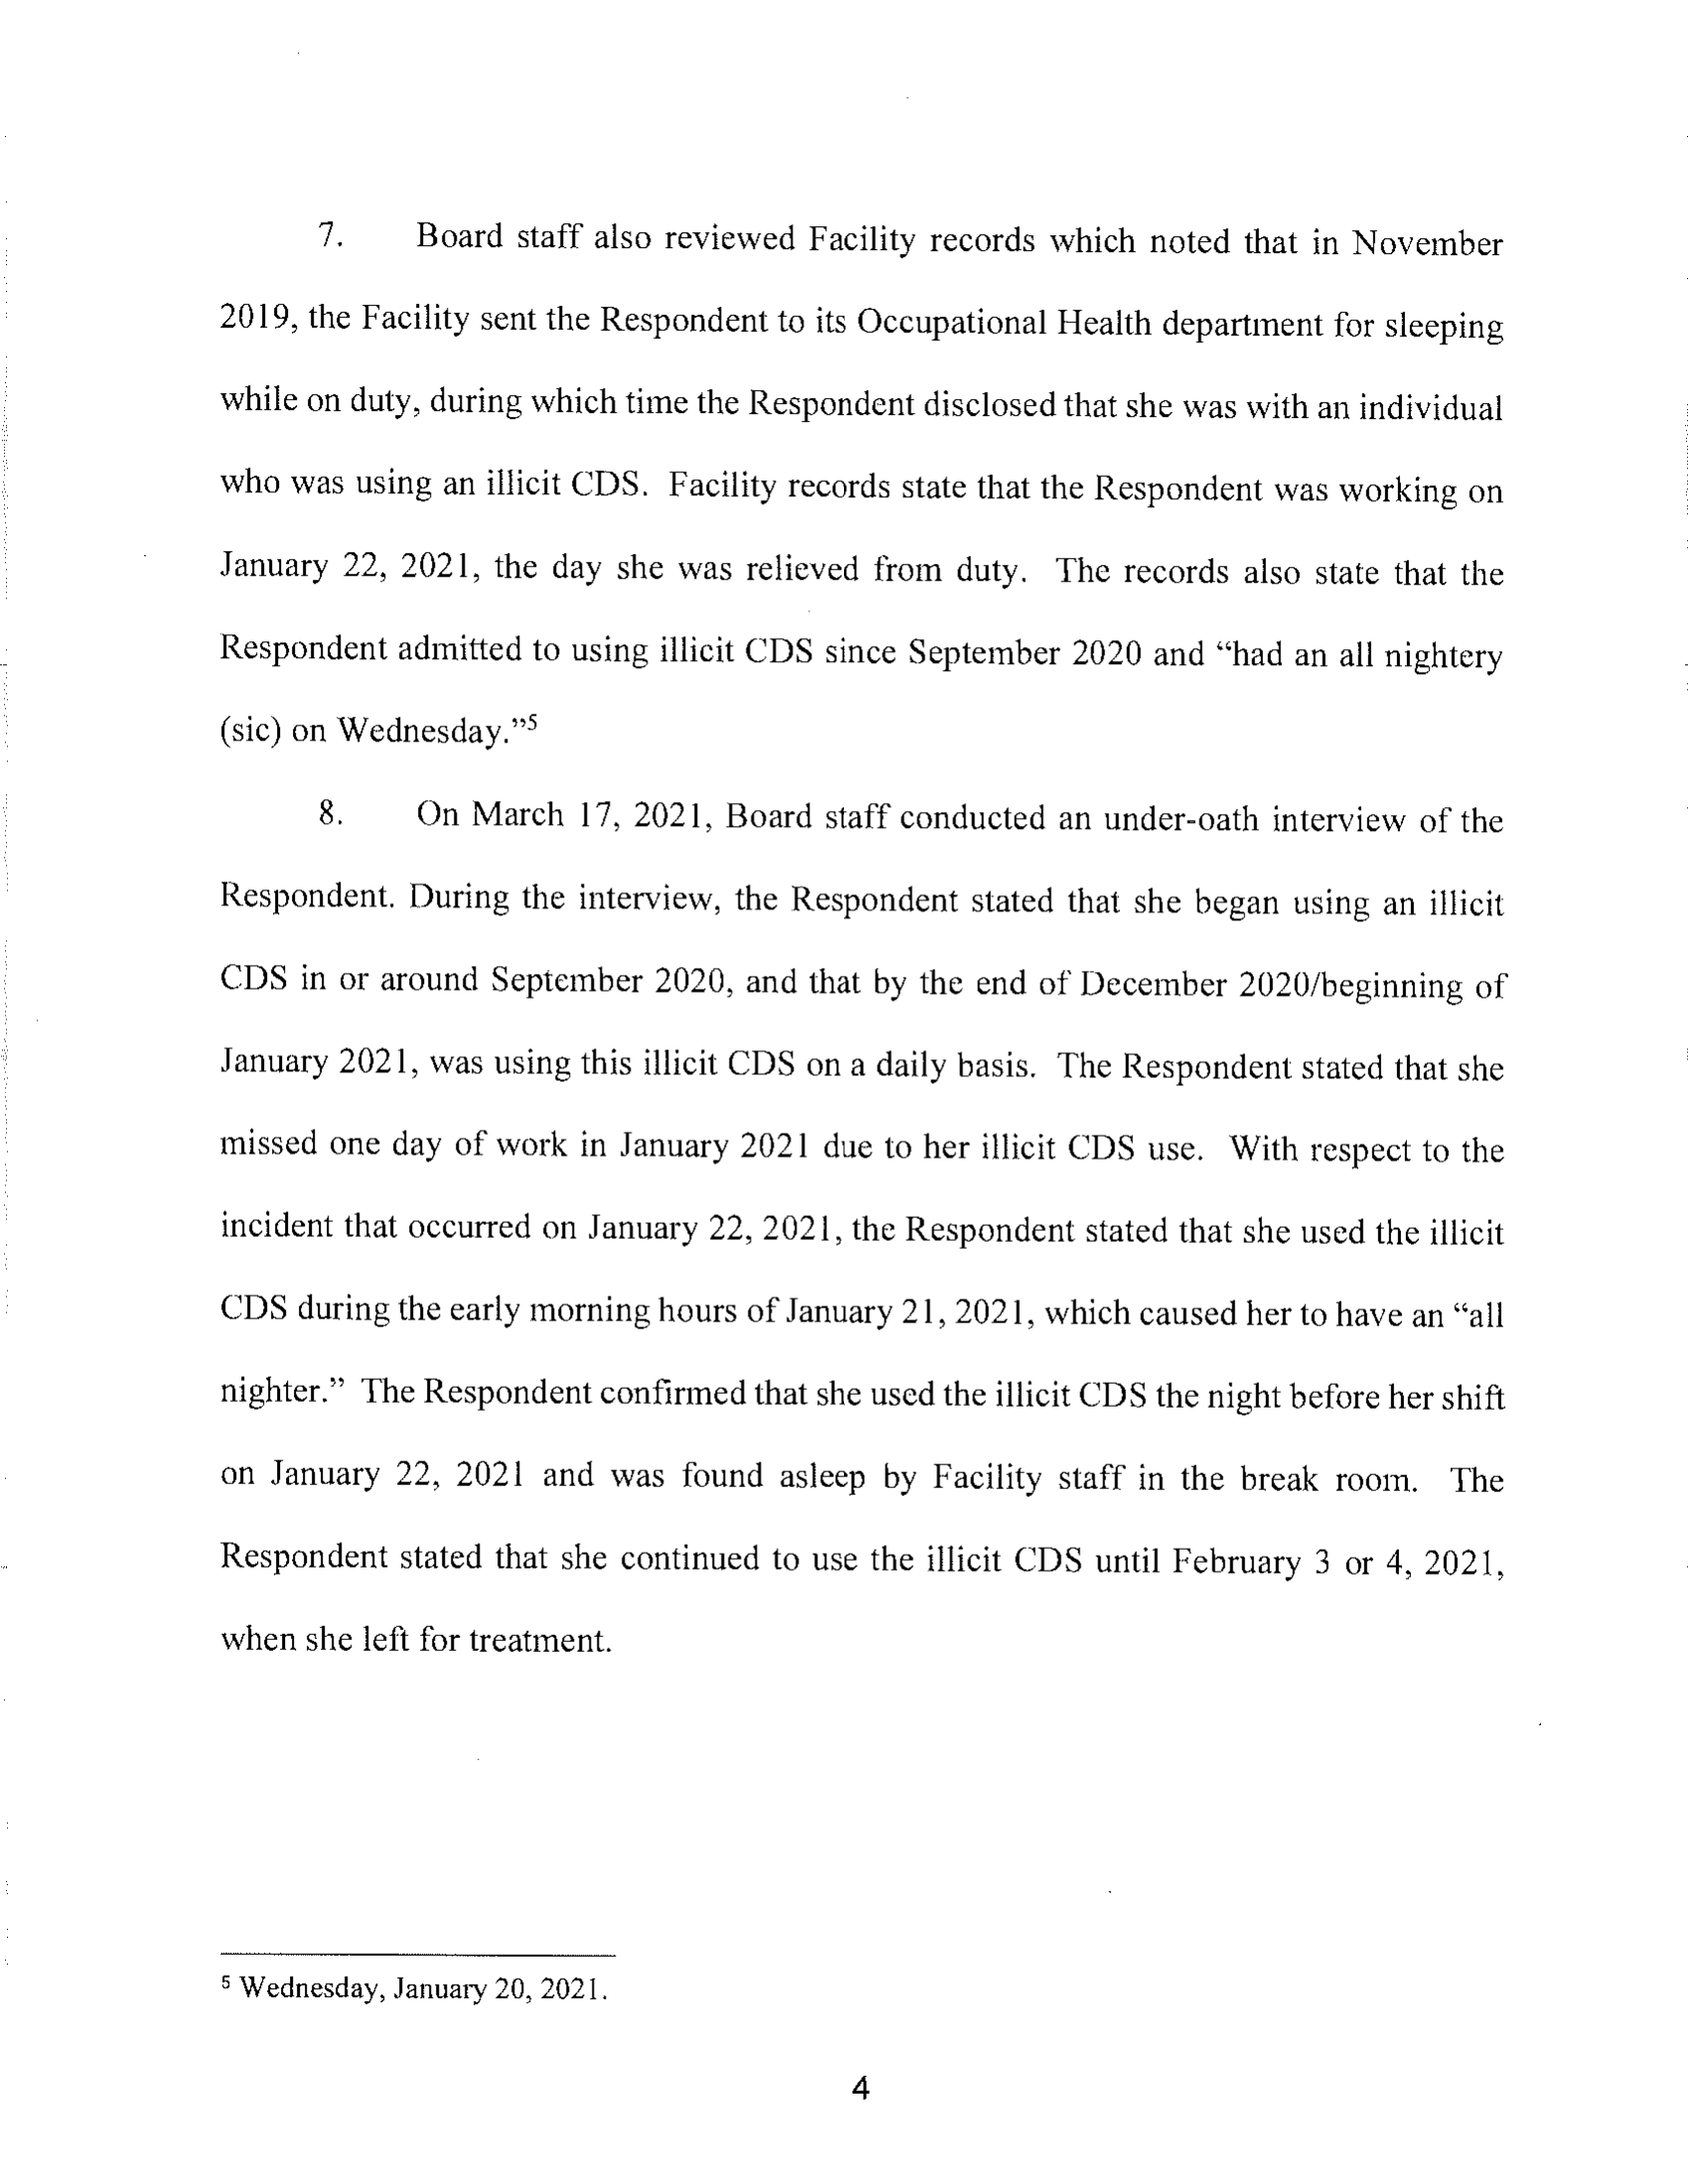 7. Board staff also reviewed Facility records which noted that in November
2019, the Facility sent the Respondent to its Occupational Health department for sleeping
while on duty, during which time the Respondent disclosed that she was with an individual
who was using an illicit CDS. Facility records state that the Respondent was working on
January 22, 2021, the day she was relieved from duty. The records also state that the
Respondent admitted to using illicit CDS since September 2020 and “had an all nightery
(sic) on Wednesday.”5
8. On March 17, 2021, Board staff conducted an under-oath interview of the
Respondent. During the interview, the Respondent stated that she began using an illicit
CDS in or around September 2020, and that by the end of December 2020/beginning of
January 2021, was using this illicit CDS on a daily basis. The Respondent stated that she
missed one day of work in January 2021 due to her illicit CDS use. With respect to the
incident that occurred on January 22, 2021, the Respondent stated that she used the illicit
CDS during the early morning hours of January 21, 2021, which caused her to have an “all
nighter.” The Respondent confirmed that she used the illicit CDS the night before her shift
on January 22, 2021 and was found asleep by Facility staff in the break room. The
Respondent stated that she continued to use the illicit CDS until February 3 or 4, 2021,
when she left for treatment.
5 Wednesday, January 20, 2021.
4